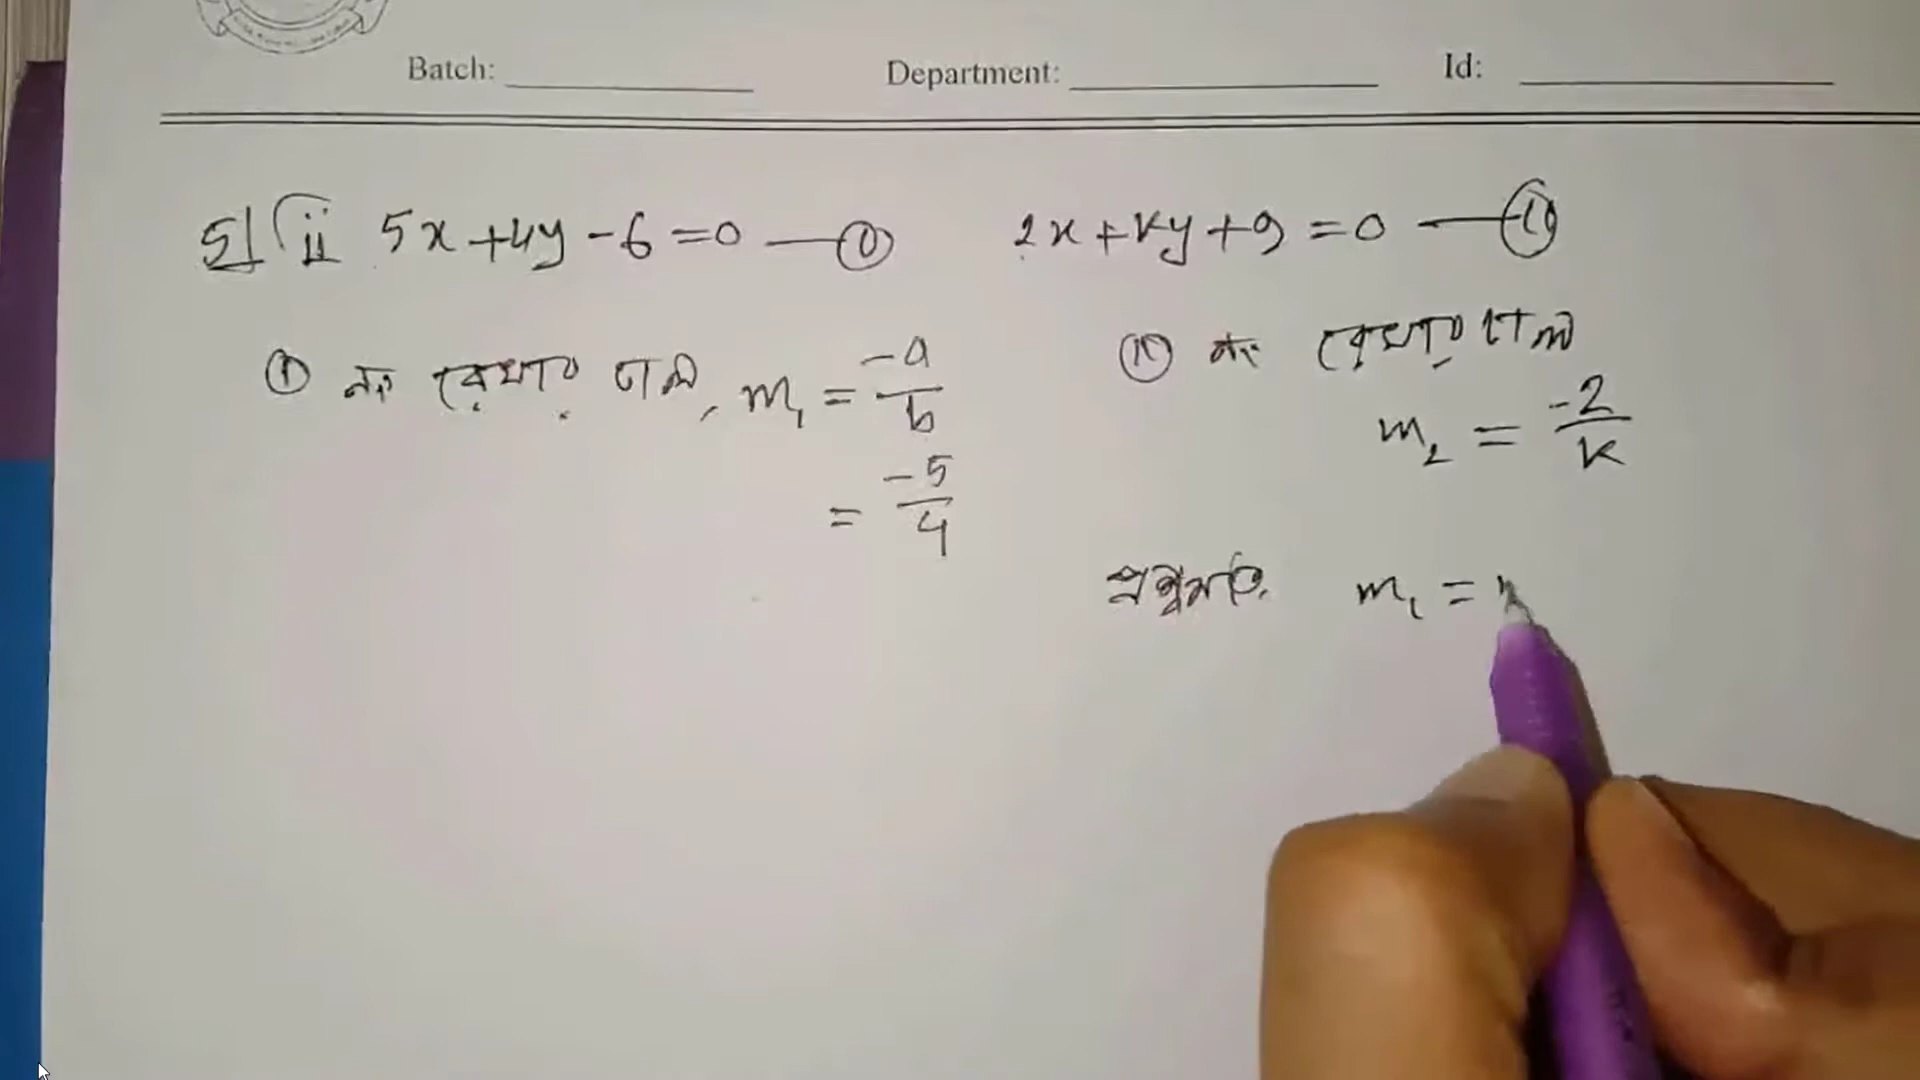 Batch: Department: Id:
5| ii 5x+4y-6=0 —(i) 2x+ky+9=0 —(ii)
(i) নং রেখার ঢাল, m₁ = -a/b
= -5/4
(ii) নং রেখার ঢাল
m₂ = -2/k
প্রশ্নমতে, m₁ =